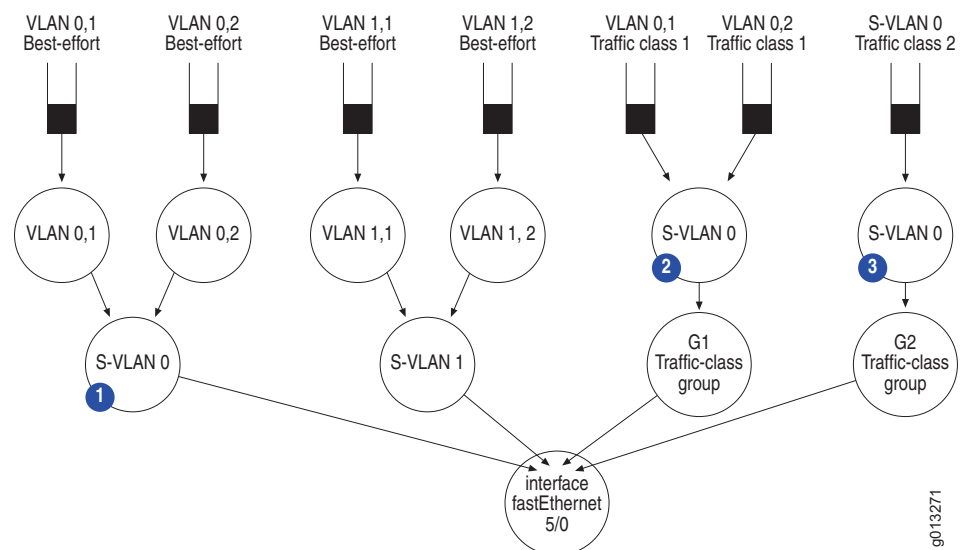 VLAN 0,1
Best-effort
VLAN 0,2
Best-effort
VLAN 1,1
Best-effort
VLAN 1,2
Best-effort
VLAN 0,1
Traffic class 1
VLAN 0,2
Traffic class 1
S-VLAN 0
Traffic class 2
VLAN 0,1
VLAN 0,2
VLAN 1,1
VLAN 1, 2
S-VLAN 0
2
S-VLAN 0
3
S-VLAN 0
1
S-VLAN 1
G1
Traffic-class
group
G2
Traffic-class
group
interface
fastEthernet
5/0
g013271